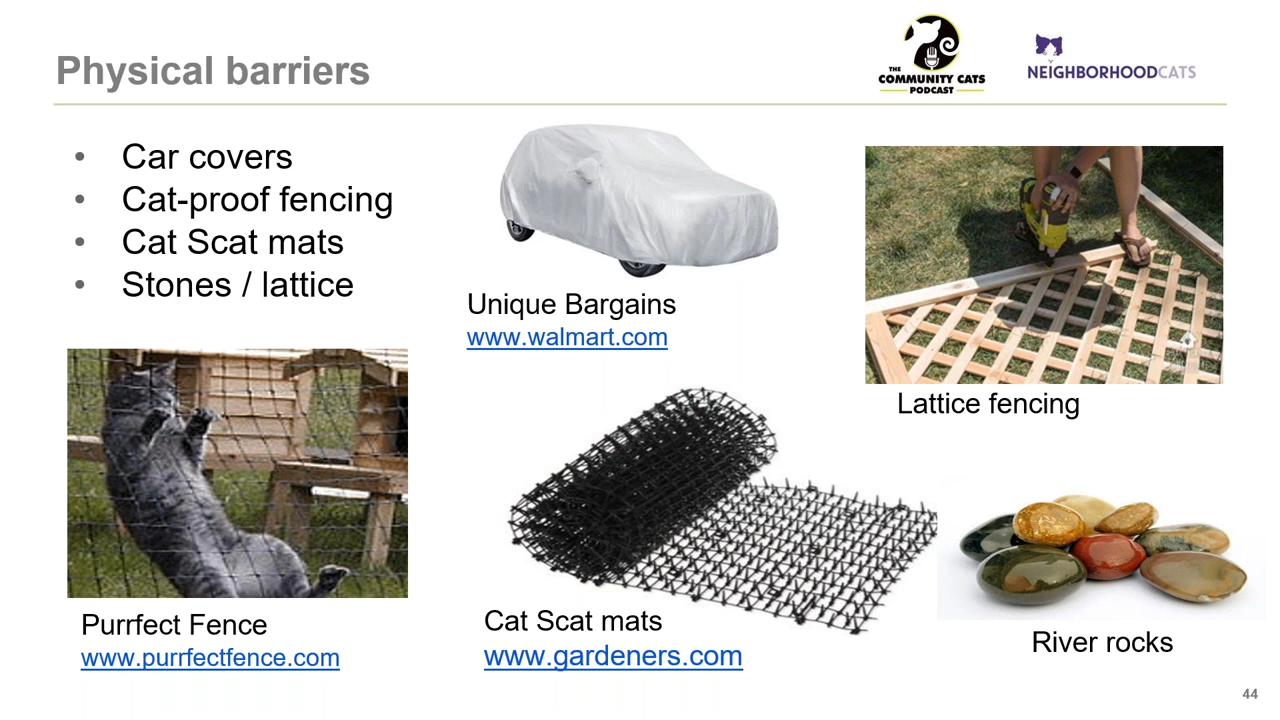 Physical barriers
THE
COMMUNITY CATS
PODCAST
NEIGHBORHOODCATS
• Car covers
• Cat-proof fencing
• Cat Scat mats
• Stones / lattice
Unique Bargains
www.walmart.com
Lattice fencing
Purrfect Fence
www.purrfectfence.com
Cat Scat mats
www.gardeners.com
River rocks
44